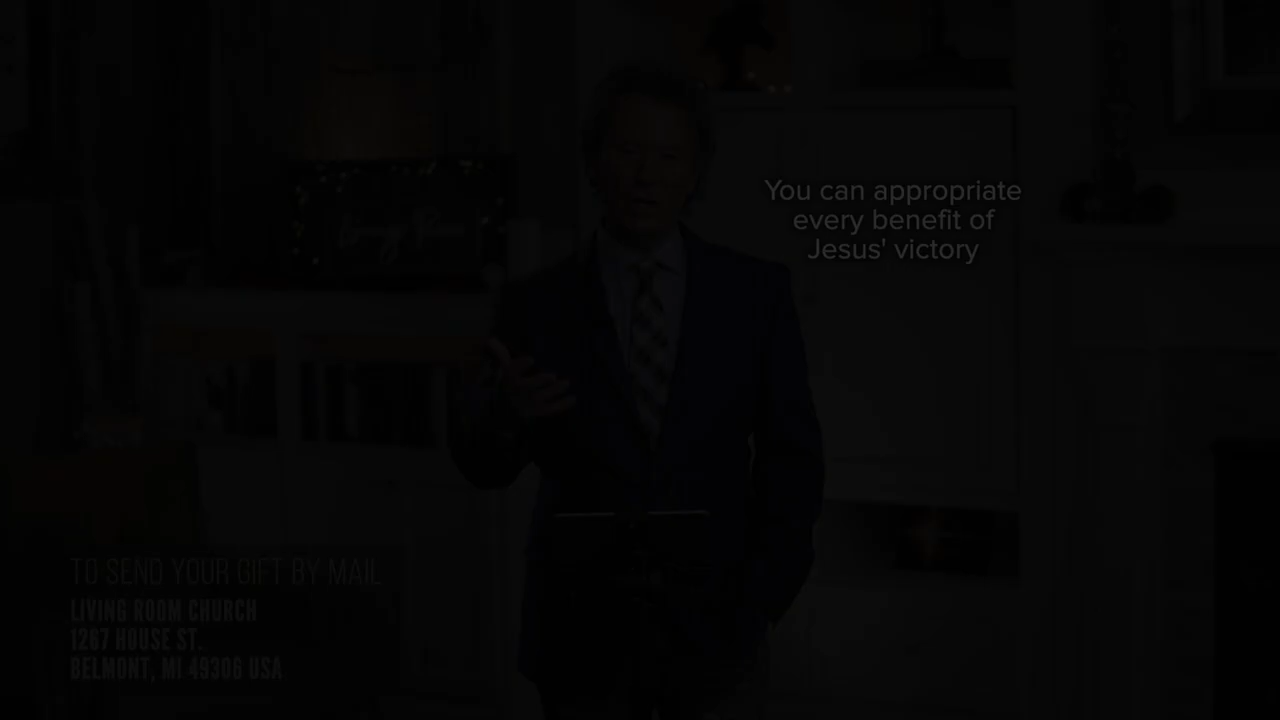 You can appropriate
every benefit of
Jesus' victory
TO SEND YOUR GIFT BY MAIL
LIVING ROOM CHURCH
1267 HOUSE ST.
BELMONT, MI 49306 USA